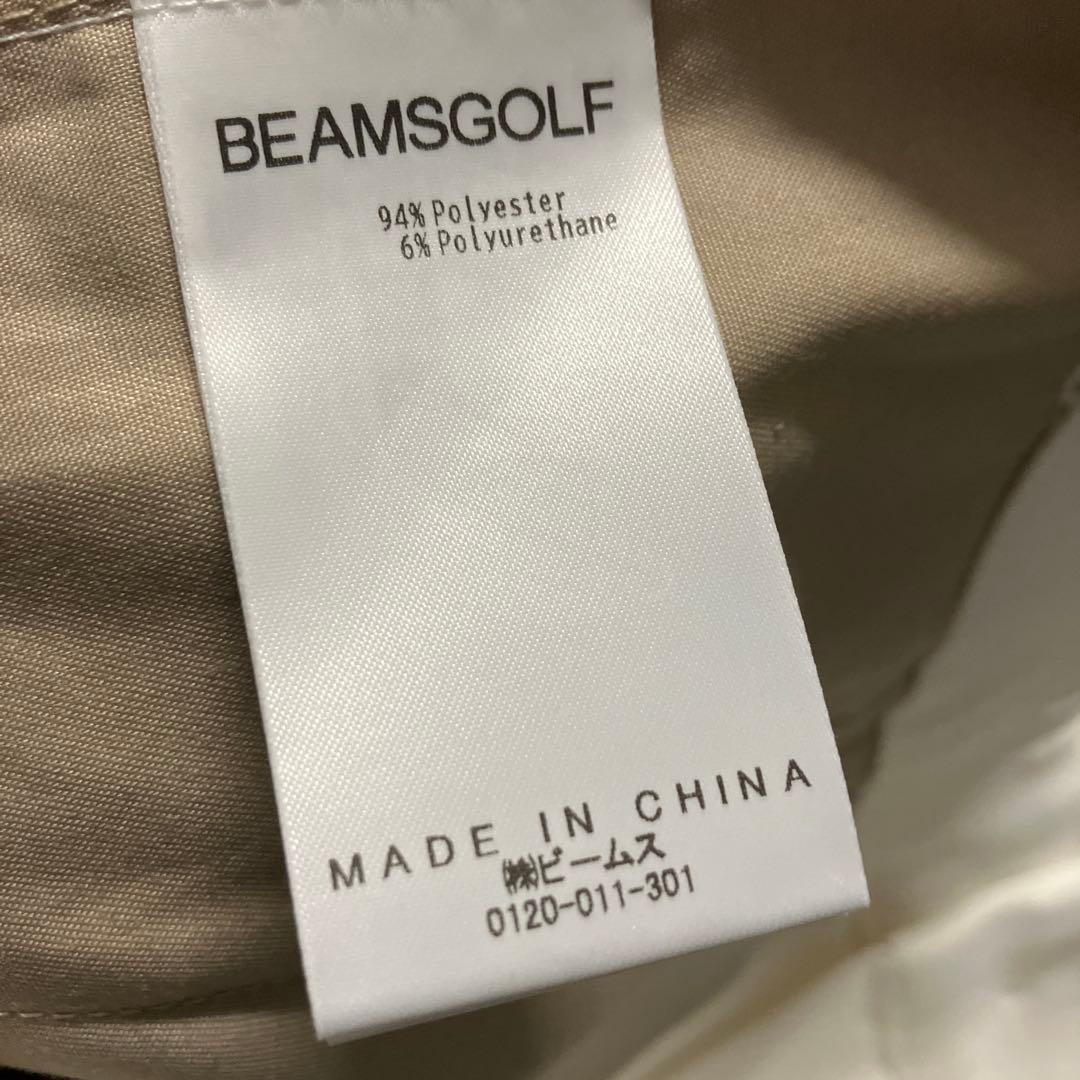 BEAMSGOLF
94% Polyester
6% Polyurethane
MADE IN CHINA
㈱ビームス
0120-011-301